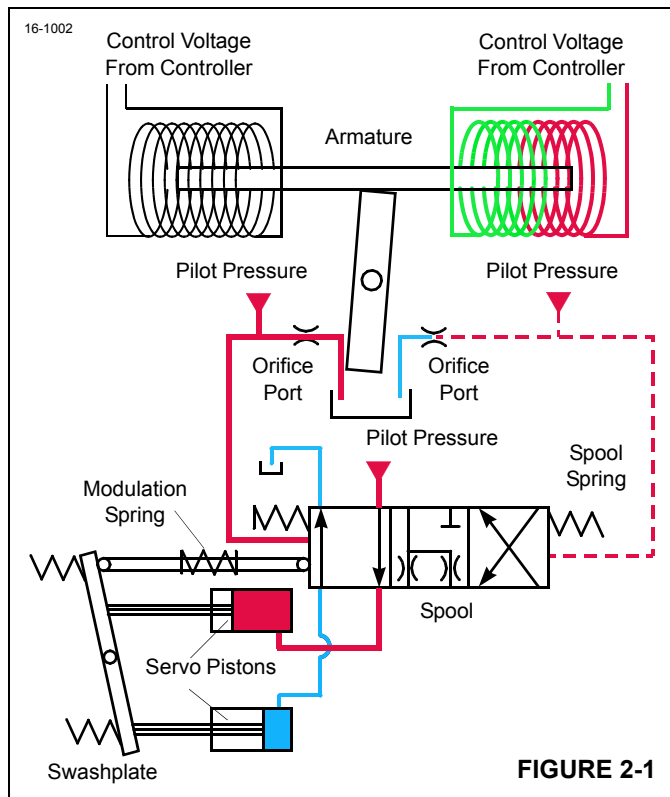 16-1002
Control Voltage
From Controller
Control Voltage
From Controller
Armature
Pilot Pressure
Pilot Pressure
Orifice
Port
Orifice
Port
Pilot Pressure
Spool
Spring
Modulation
Spring
Spool
Servo Pistons
Swashplate
FIGURE 2-1